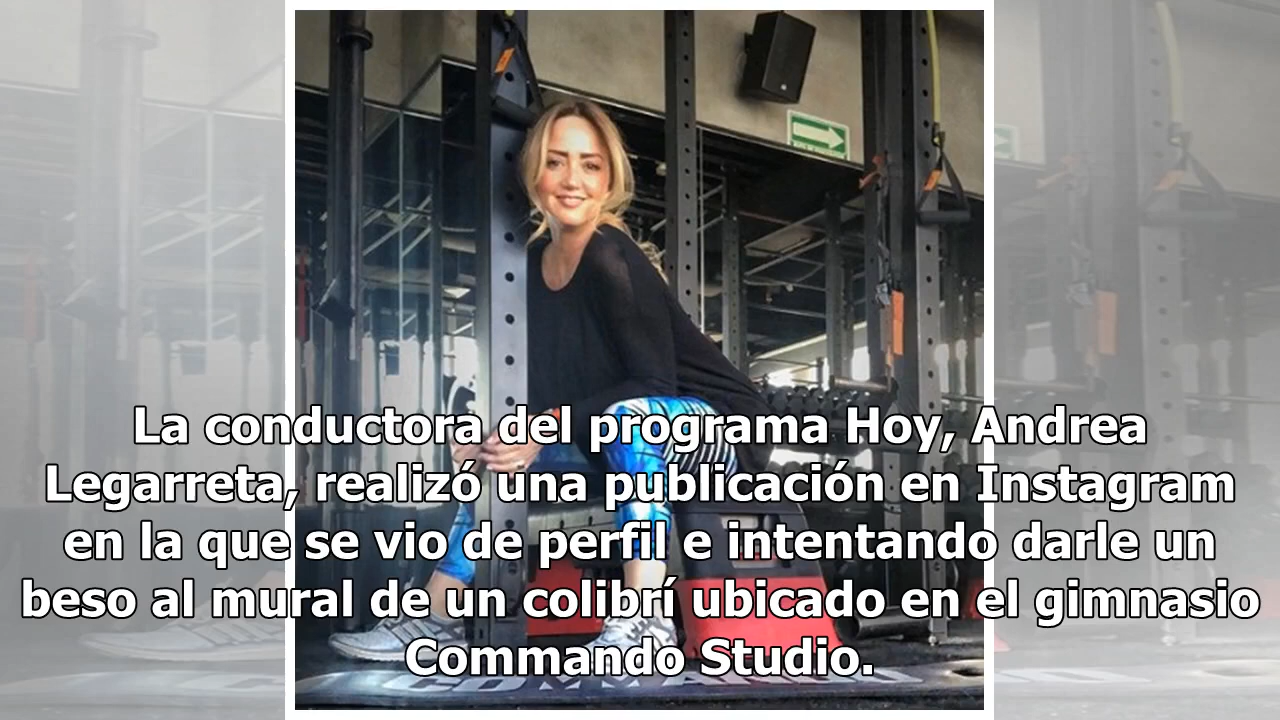 La conductora del programa Hoy, Andrea
Legarreta, realizó una publicación en Instagram
en la que se vio de perfil e intentando darle un
beso al mural de un colibrí ubicado en el gimnasio
Commando Studio.